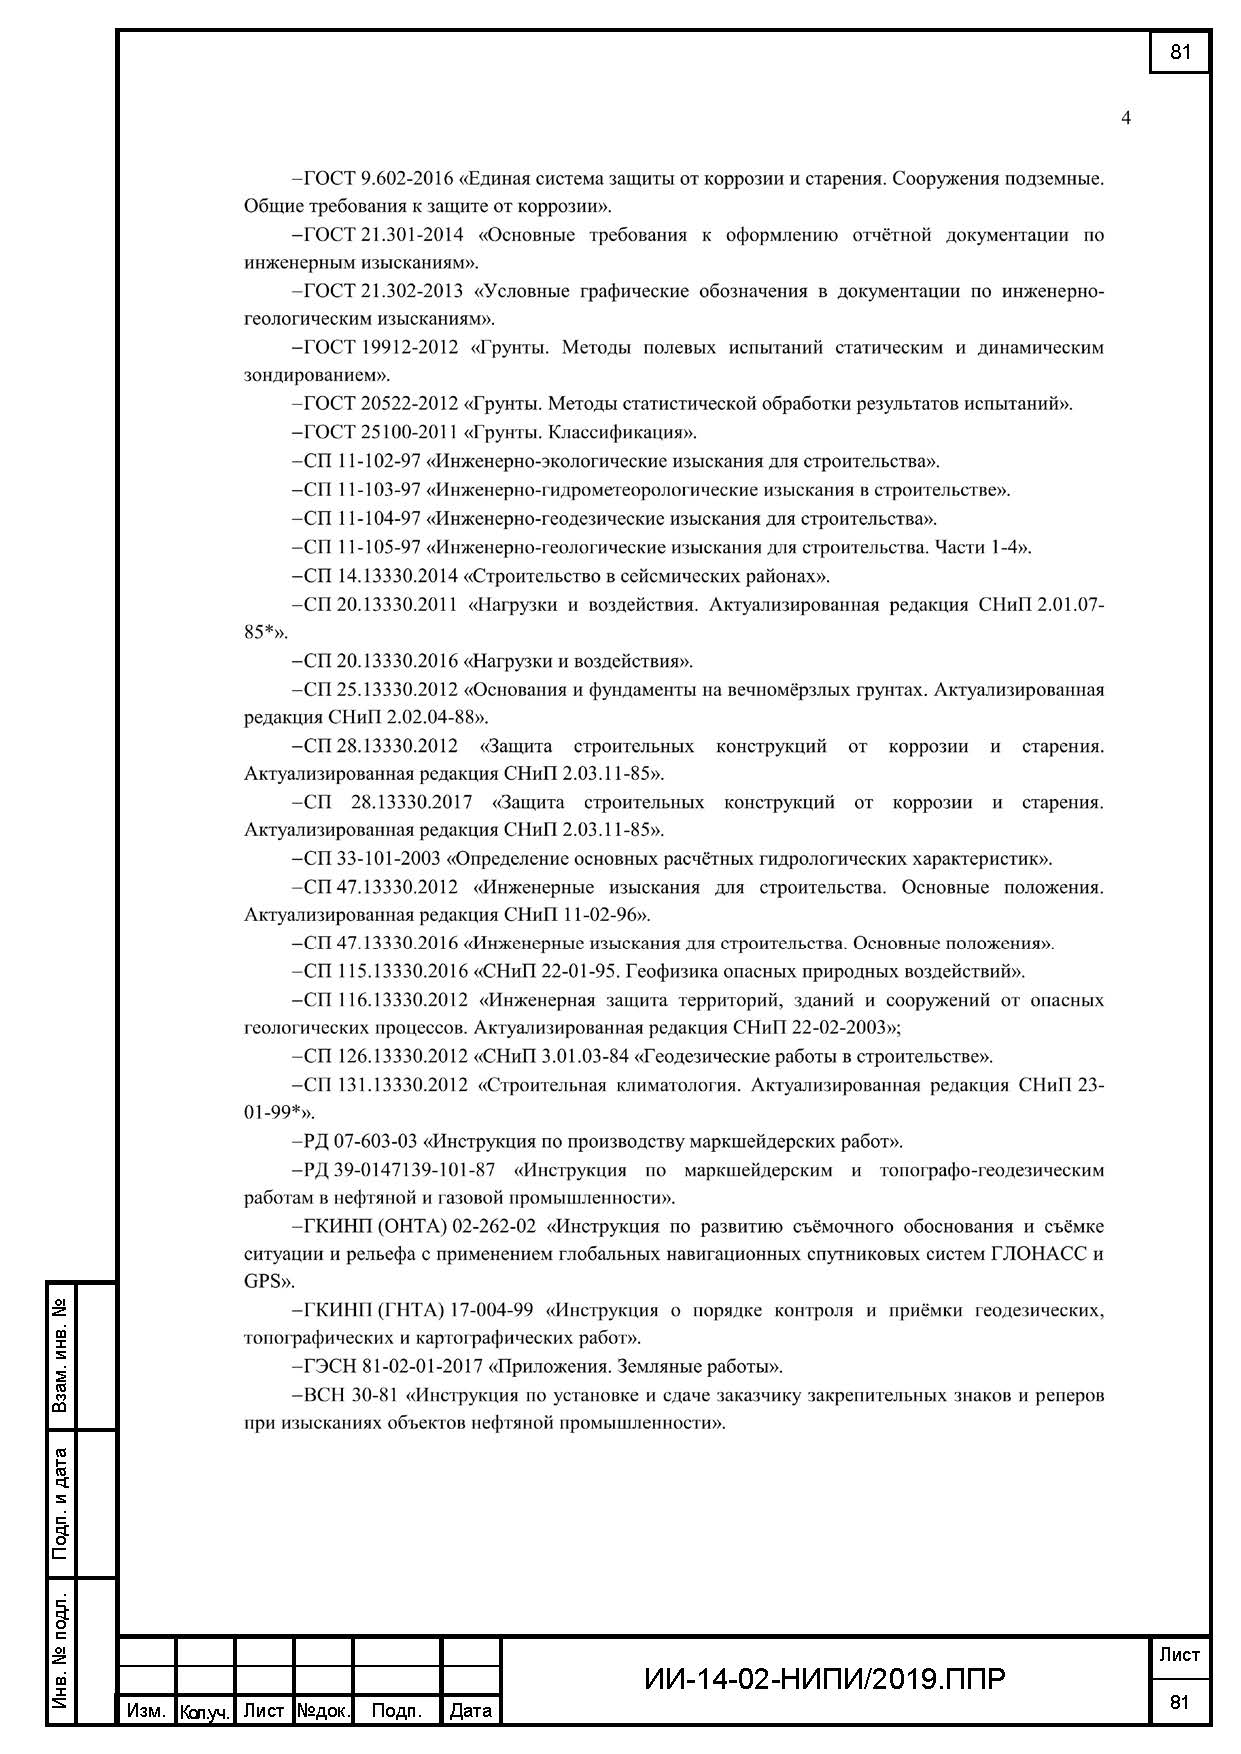 81
4
–ГОСТ 9.602-2016 «Единая система защиты от коррозии и старения. Сооружения подземные.
Общие требования к защите от коррозии».
–ГОСТ 21.301-2014 «Основные требования к оформлению отчётной документации по
инженерным изысканиям».
–ГОСТ 21.302-2013 «Условные графические обозначения в документации по инженерно-
геологическим изысканиям».
–ГОСТ 19912-2012 «Грунты. Методы полевых испытаний статическим и динамическим
зондированием».
–ГОСТ 20522-2012 «Грунты. Методы статистической обработки результатов испытаний».
–ГОСТ 25100-2011 «Грунты. Классификация».
–СП 11-102-97 «Инженерно-экологические изыскания для строительства».
–СП 11-103-97 «Инженерно-гидрометеорологические изыскания в строительстве».
–СП 11-104-97 «Инженерно-геодезические изыскания для строительства».
–СП 11-105-97 «Инженерно-геологические изыскания для строительства. Части 1-4».
–СП 14.13330.2014 «Строительство в сейсмических районах».
–СП 20.13330.2011 «Нагрузки и воздействия. Актуализированная редакция СНиП 2.01.07-
85*».
–СП 20.13330.2016 «Нагрузки и воздействия».
–СП 25.13330.2012 «Основания и фундаменты на вечномёрзлых грунтах. Актуализированная
редакция СНиП 2.02.04-88».
–СП 28.13330.2012 «Защита строительных конструкций от коррозии и старения.
Актуализированная редакция СНиП 2.03.11-85».
–СП 28.13330.2017 «Защита строительных конструкций от коррозии и старения.
Актуализированная редакция СНиП 2.03.11-85».
–СП 33-101-2003 «Определение основных расчётных гидрологических характеристик».
–СП 47.13330.2012 «Инженерные изыскания для строительства. Основные положения.
Актуализированная редакция СНиП 11-02-96».
–СП 47.13330.2016 «Инженерные изыскания для строительства. Основные положения».
–СП 115.13330.2016 «СНиП 22-01-95. Геофизика опасных природных воздействий».
–СП 116.13330.2012 «Инженерная защита территорий, зданий и сооружений от опасных
геологических процессов. Актуализированная редакция СНиП 22-02-2003»;
–СП 126.13330.2012 «СНиП 3.01.03-84 «Геодезические работы в строительстве».
–СП 131.13330.2012 «Строительная климатология. Актуализированная редакция СНиП 23-
01-99*».
–РД 07-603-03 «Инструкция по производству маркшейдерских работ».
–РД 39-0147139-101-87 «Инструкция по маркшейдерским и топографо-геодезическим
работам в нефтяной и газовой промышленности».
–ГКИНП (ОНТА) 02-262-02 «Инструкция по развитию съёмочного обоснования и съёмке
ситуации и рельефа с применением глобальных навигационных спутниковых систем ГЛОНАСС и
GPS».
–ГКИНП (ГНТА) 17-004-99 «Инструкция о порядке контроля и приёмки геодезических,
топографических и картографических работ».
–ГЭСН 81-02-01-2017 «Приложения. Земляные работы».
–ВСН 30-81 «Инструкция по установке и сдаче заказчику закрепительных знаков и реперов
при изысканиях объектов нефтяной промышленности».
Взам. инв. №
Подп. и дата
Инв. № подл.
Изм. Кол.уч. Лист №док. Подп. Дата
ИИ-14-02-НИПИ/2019.ППР
Лист
81